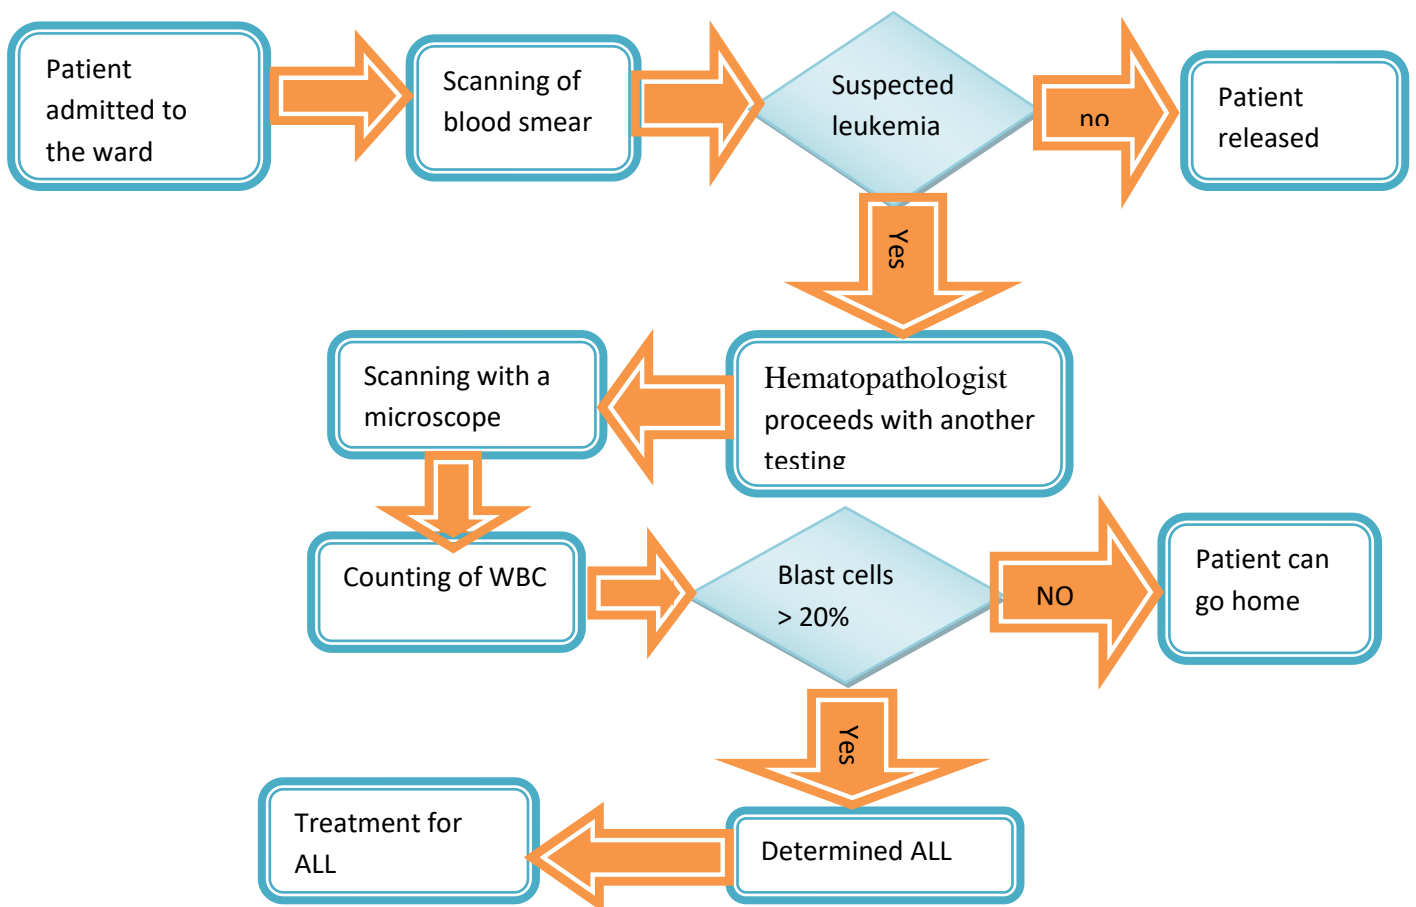 Patient
admitted to
the ward
Scanning of
blood smear
Suspected
leukemia
no
Patient
released
Yes
Hematopathologist
proceeds with another
testing
Scanning with a
microscope
Counting of WBC
Blast cells
> 20%
NO
Patient can
go home
Yes
Determined ALL
Treatment for
ALL